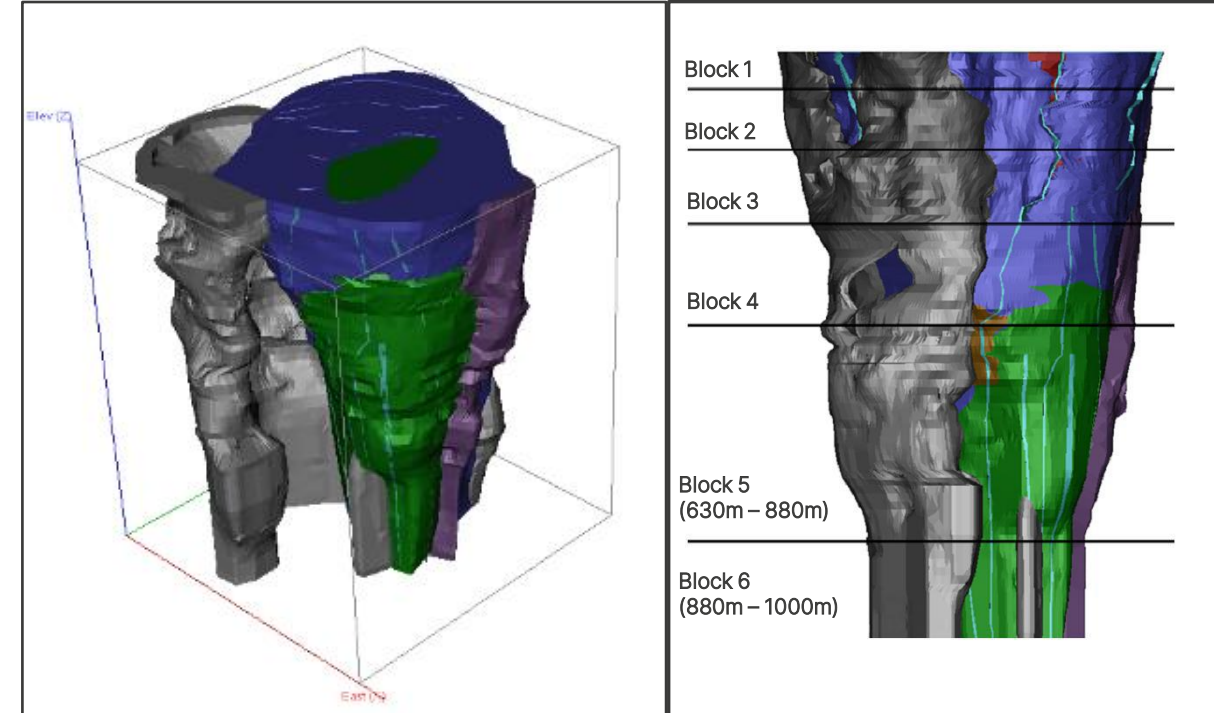 Elev (Z)
East (X)
Block 1
Block 2
Block 3
Block 4
Block 5
(630m – 880m)
Block 6
(880m – 1000m)